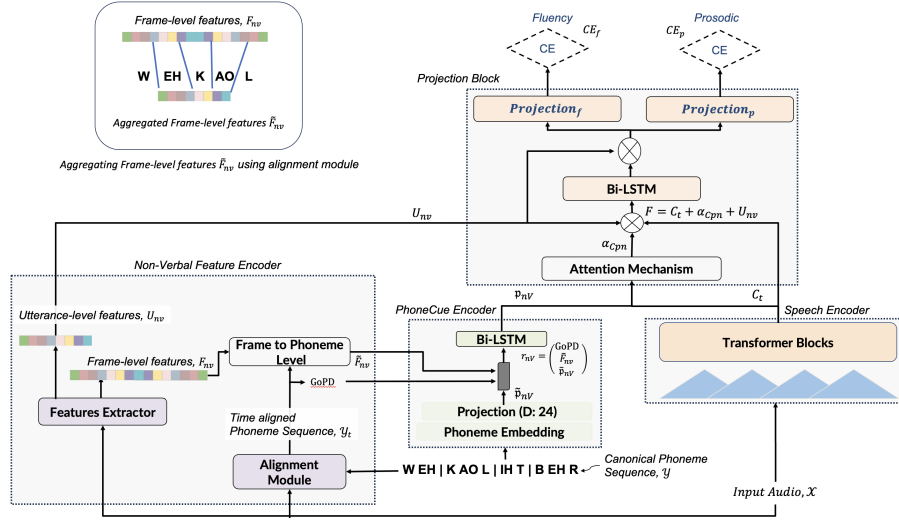 Frame-level features, F_nv
W EH K AO L
Aggregated Frame-level features F̃_nv
Aggregating Frame-level features F̃_nv using alignment module
Fluency
CE_f
CE
Prosodic
CE_p
CE
Projection Block
Projection_f
Projection_p
Bi-LSTM
U_nv
F = C_t + α_Cpn + U_nv
α_Cpn
Attention Mechanism
Non-Verbal Feature Encoder
Utterance-level features, U_nv
Frame-level features, F_nv
Features Extractor
Frame to Phoneme
Level
F̃_nv
GoPD
Time aligned
Phoneme Sequence, 𝒴_t
Alignment
Module
𝔭_nV
PhoneCue Encoder
Bi-LSTM
r_nV = (GoPD
F̃_nv
𝔭̃_nV)
𝔭̃_nV
Projection (D: 24)
Phoneme Embedding
W EH | K AO L | IH T | B EH R
Canonical Phoneme
Sequence, 𝒴
C_t
Speech Encoder
Transformer Blocks
Input Audio, 𝒳